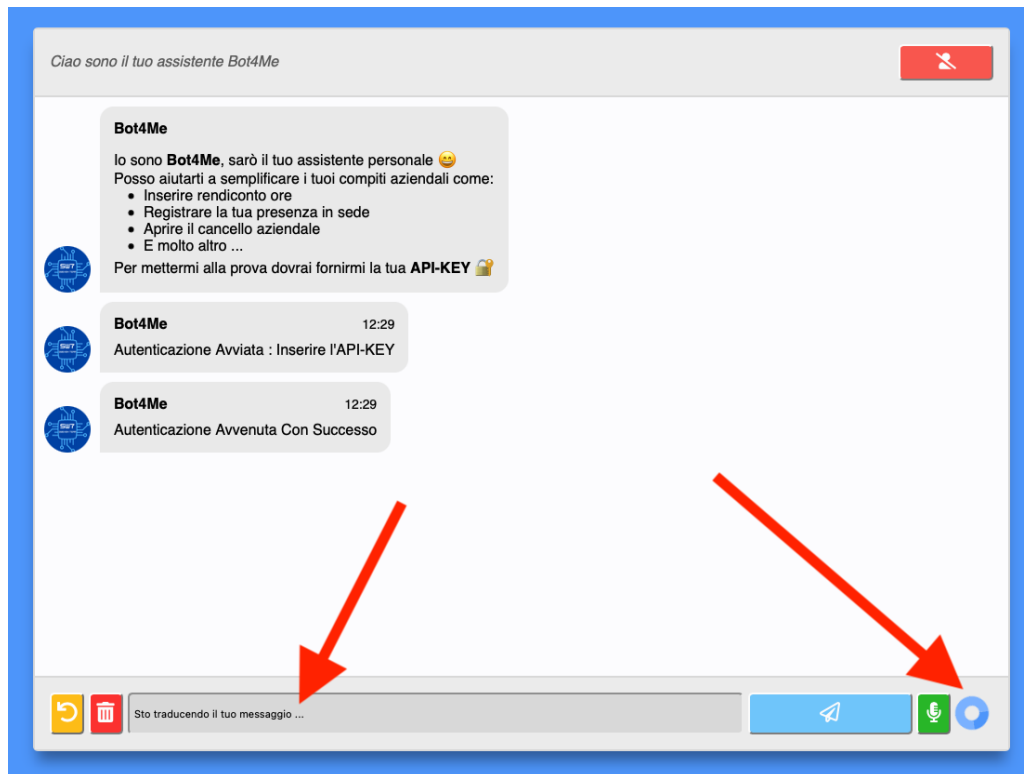 Ciao sono il tuo assistente Bot4Me
Bot4Me
Io sono Bot4Me, sarò il tuo assistente personale 😄
Posso aiutarti a semplificare i tuoi compiti aziendali come:
• Inserire rendiconto ore
• Registrare la tua presenza in sede
• Aprire il cancello aziendale
• E molto altro ...
Per mettermi alla prova dovrai fornirmi la tua API-KEY 🔐
Bot4Me 12:29
Autenticazione Avviata : Inserire l'API-KEY
Bot4Me 12:29
Autenticazione Avvenuta Con Successo
Sto traducendo il tuo messaggio ...